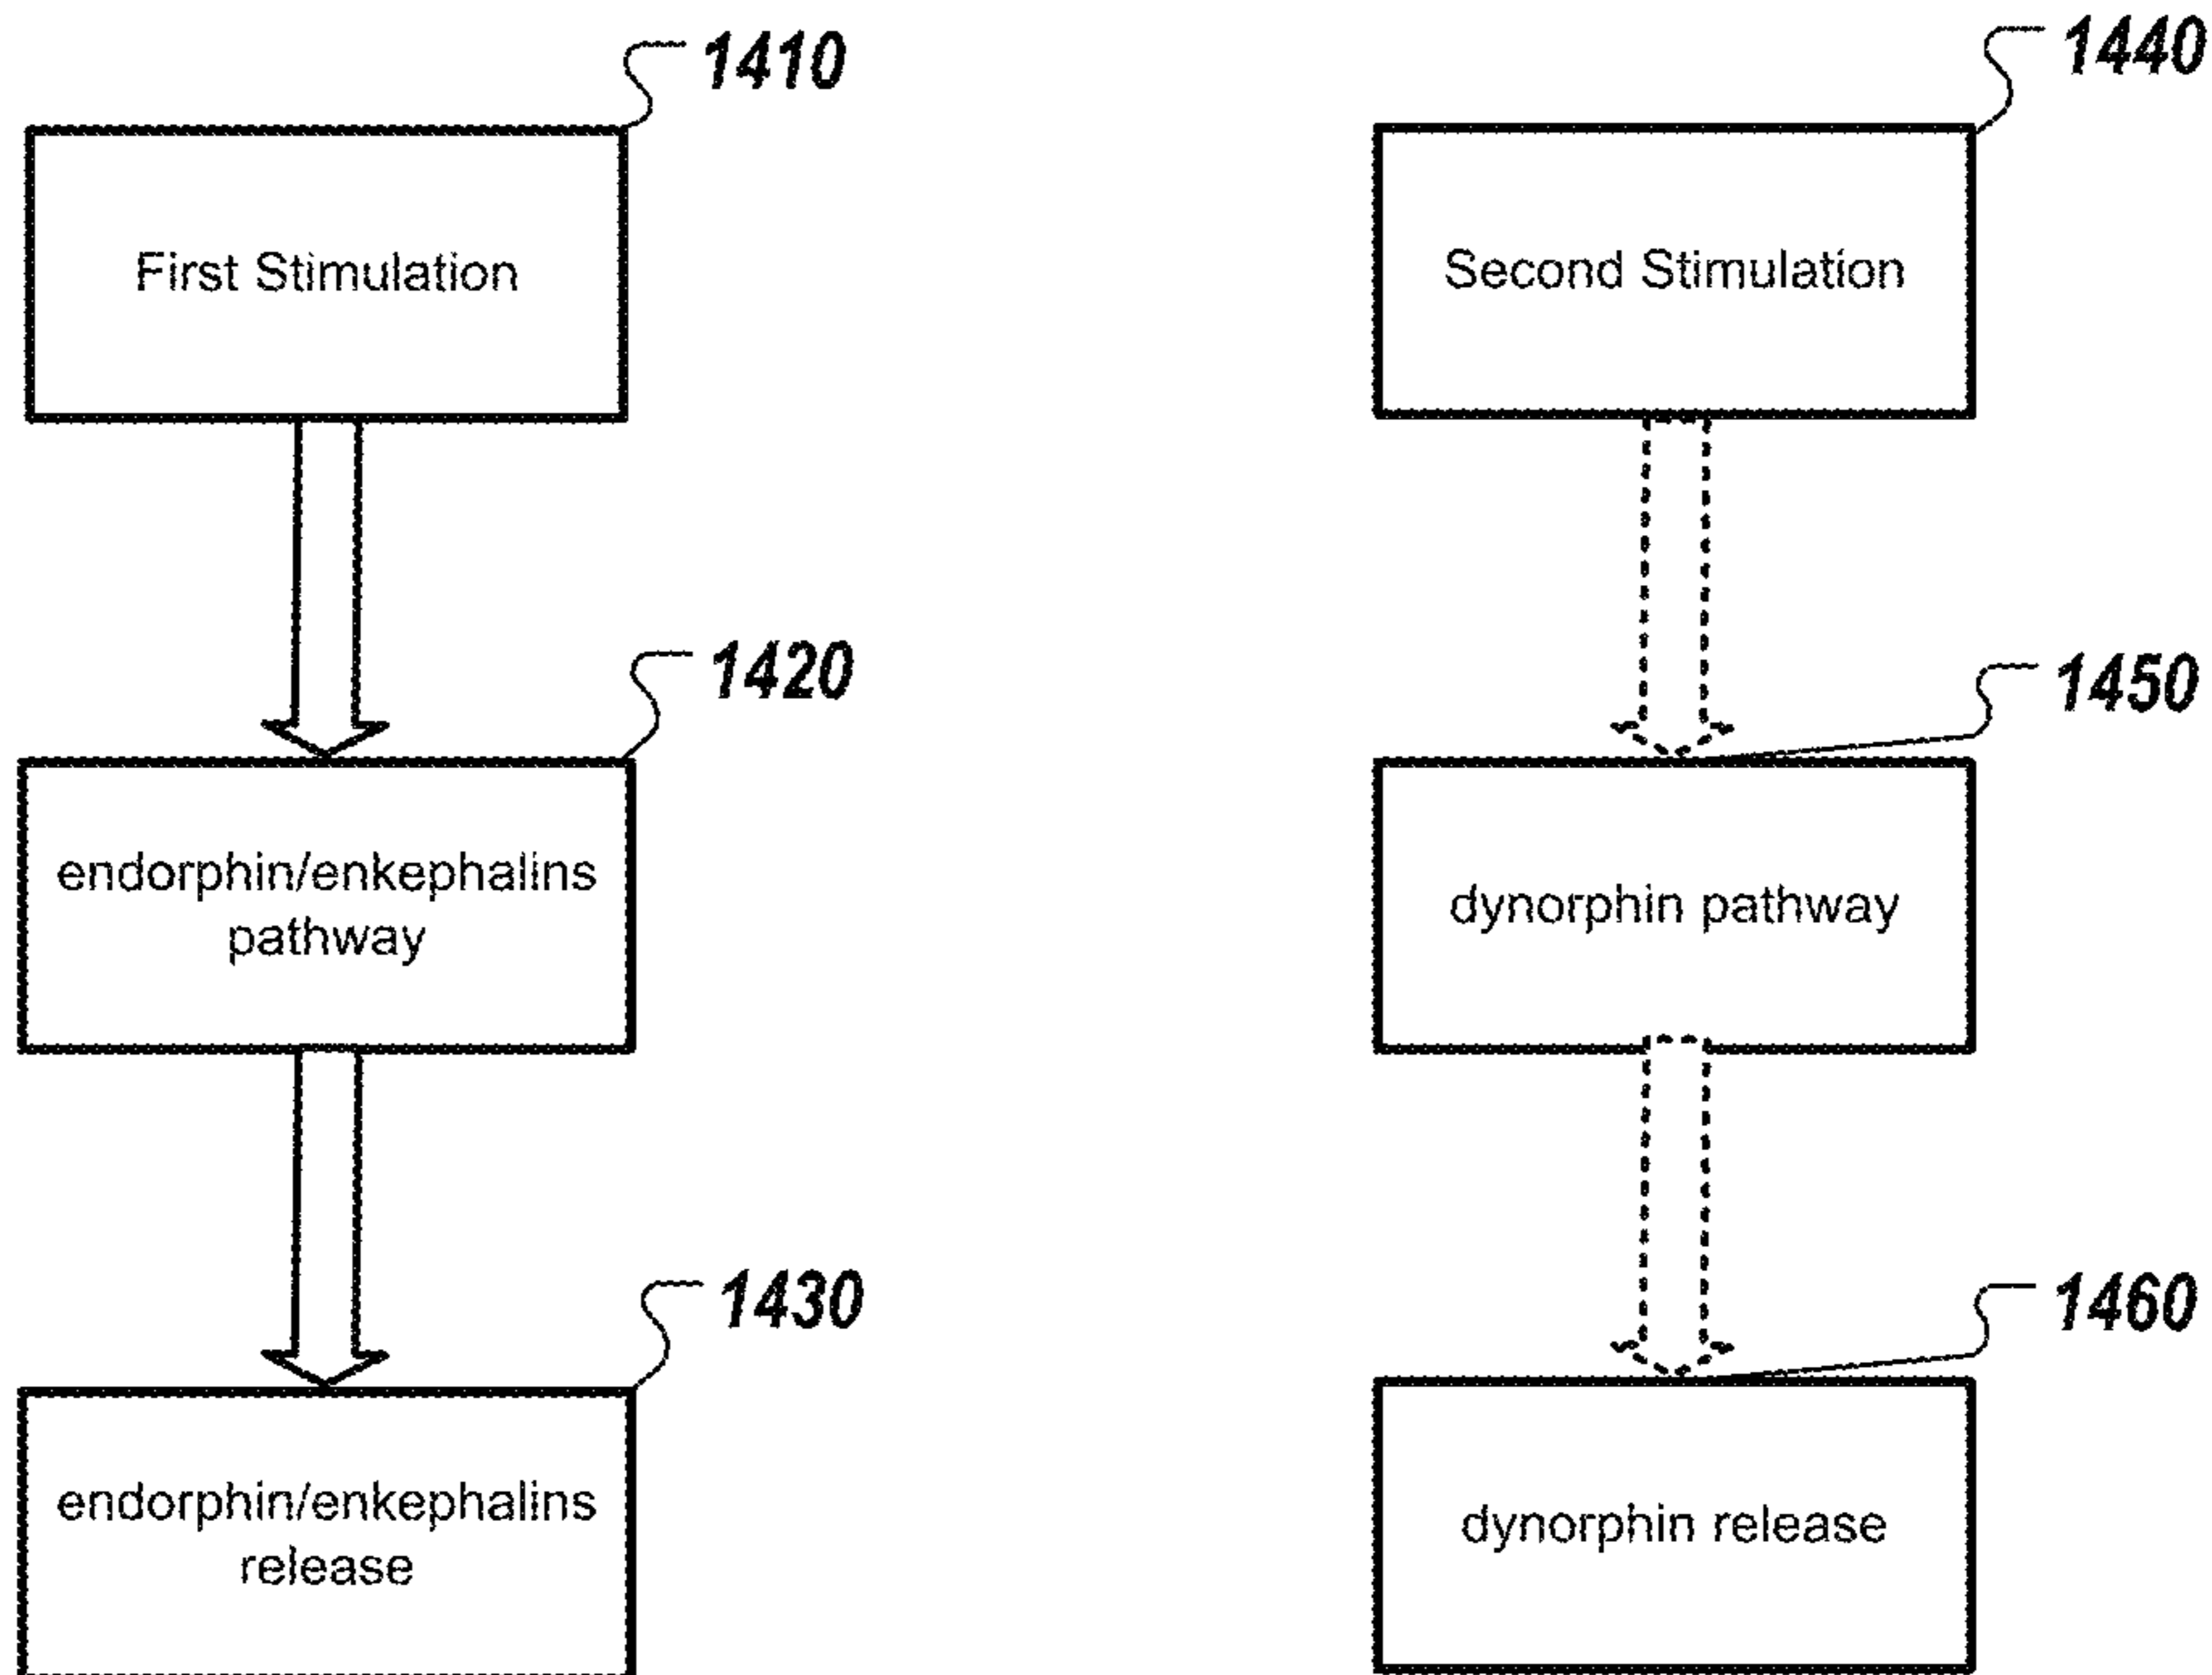 1410
First Stimulation
1420
endorphin/enkephalins
pathway
1430
endorphin/enkephalins
release
1440
Second Stimulation
1450
dynorphin pathway
1460
dynorphin release